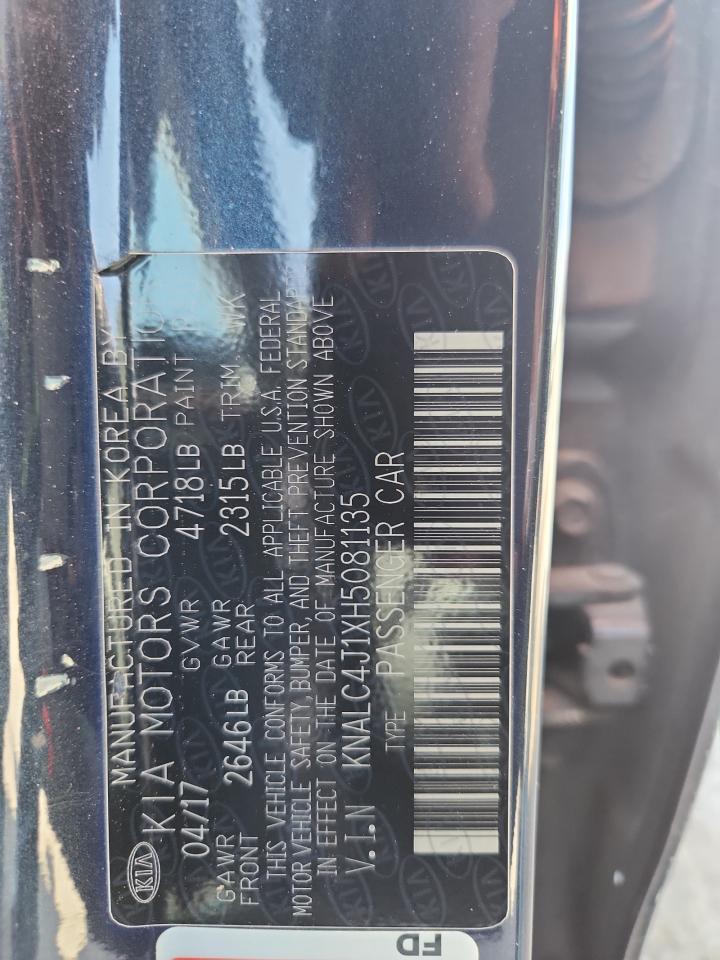 MANUFACTURED IN KOREA BY
KIA KIA MOTORS CORPORATIO
04/17 GVWR 4718LB PAINT
GAWR FRONT 2646LB GAWR REAR 2315LB TRIM WK
THIS VEHICLE CONFORMS TO ALL APPLICABLE U.S.A. FEDERAL
MOTOR VEHICLE SAFETY, BUMPER, AND THEFT PREVENTION STANDARDS
IN EFFECT ON THE DATE OF MANUFACTURE SHOWN ABOVE
V.I.N KNALC4J1XH5081135
TYPE PASSENGER CAR
FD